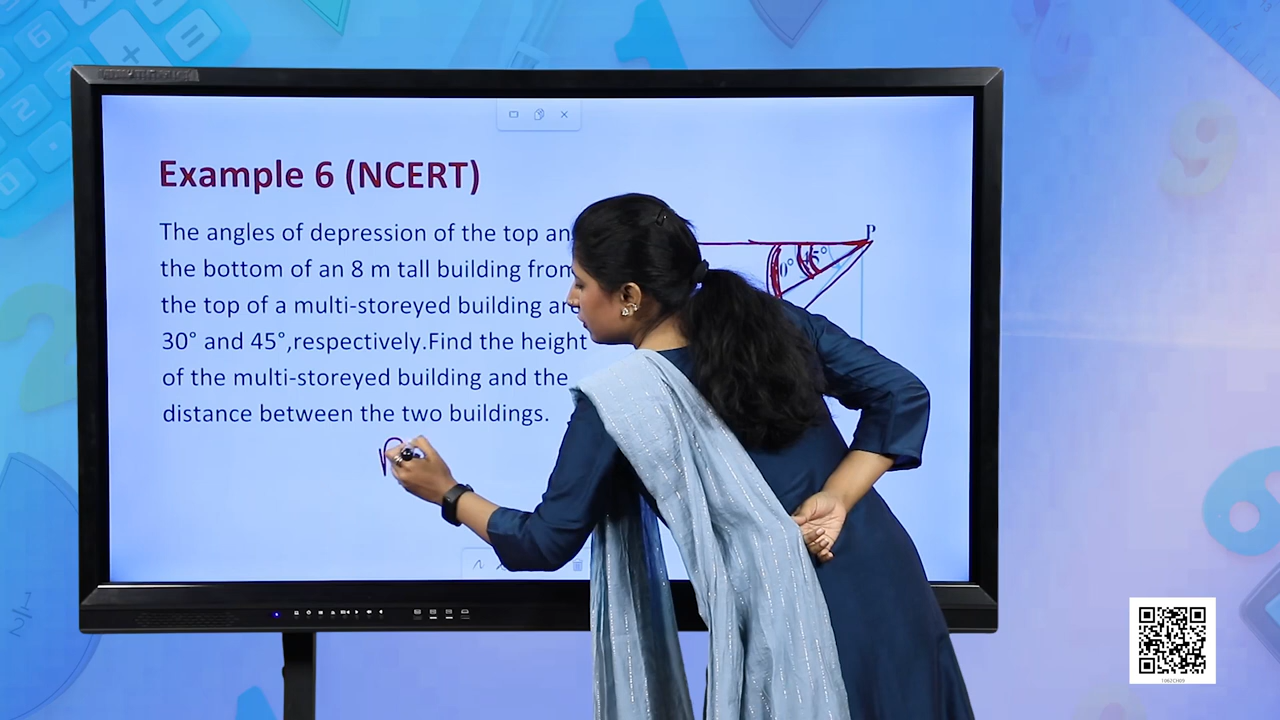 Example 6 (NCERT)
The angles of depression of the top an
the bottom of an 8 m tall building from
the top of a multi-storeyed building are
30° and 45°,respectively.Find the height
of the multi-storeyed building and the
distance between the two buildings.
P
0°
1062CH09